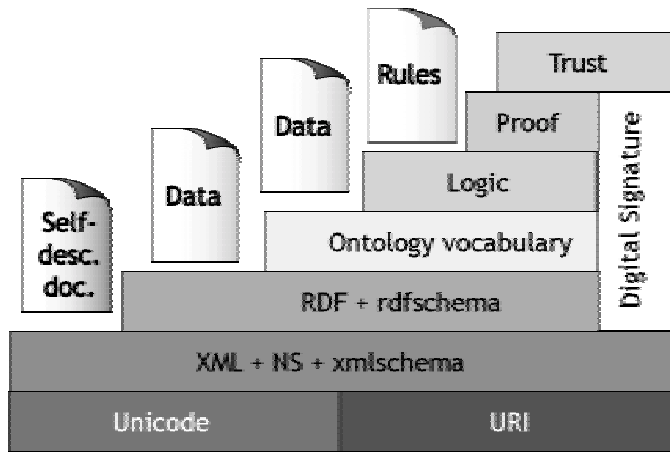 Trust
Rules
Proof
Data
Logic
Data
Digital Signature
Self-
desc.
doc.
Ontology vocabulary
RDF + rdfschema
XML + NS + xmlschema
Unicode
URI